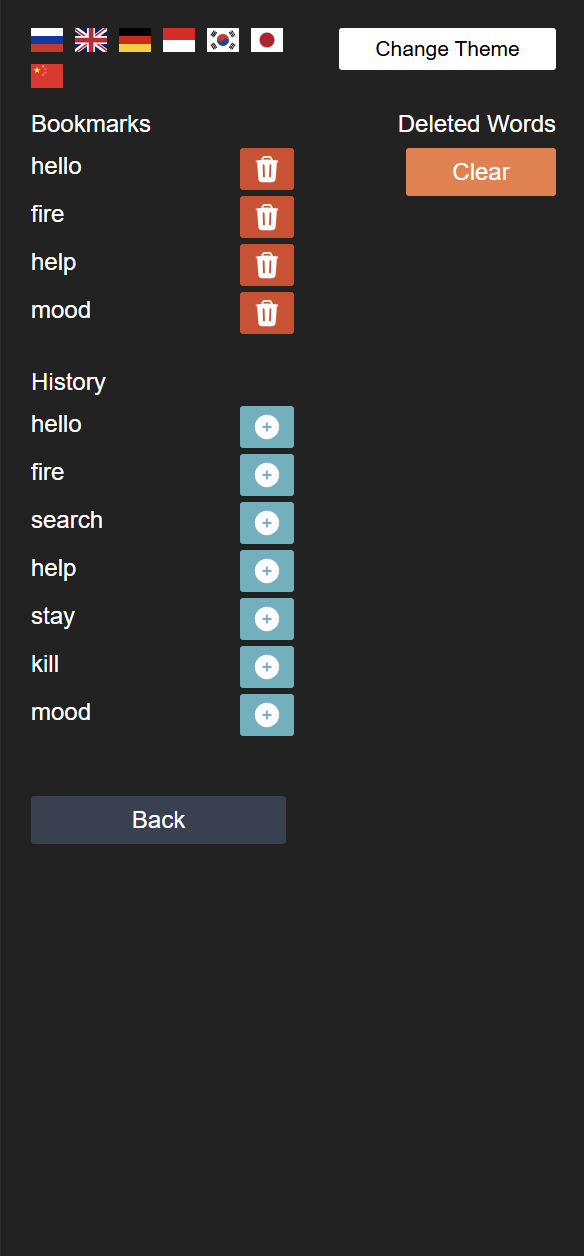 Change Theme
Bookmarks
hello
fire
help
mood
Deleted Words
Clear
History
hello
fire
search
help
stay
kill
mood
Back